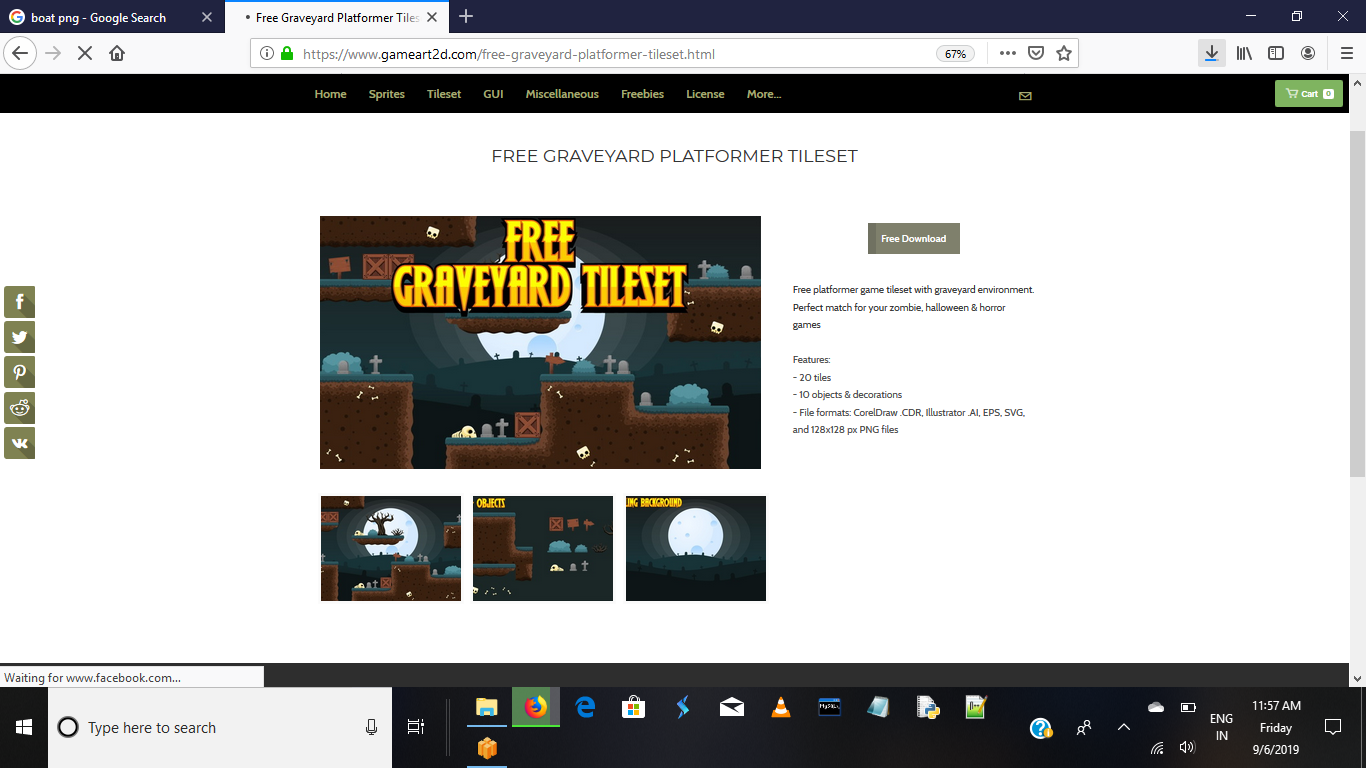 boat png - Google Search
Free Graveyard Platformer Tiles
https://www.gameart2d.com/free-graveyard-platformer-tileset.html
67%
Home Sprites Tileset GUI Miscellaneous Freebies License More...
Cart 0
FREE GRAVEYARD PLATFORMER TILESET
FREE
GRAVEYARD TILESET
Free Download
Free platformer game tileset with graveyard environment.
Perfect match for your zombie, halloween & horror
games
Features:
- 20 tiles
- 10 objects & decorations
- File formats: CorelDraw .CDR, Illustrator .AI, EPS, SVG,
and 128x128 px PNG files
OBJECTS
ING BACKGROUND
Waiting for www.facebook.com...
Type here to search
MySQL
ENG
IN
11:57 AM
Friday
9/6/2019